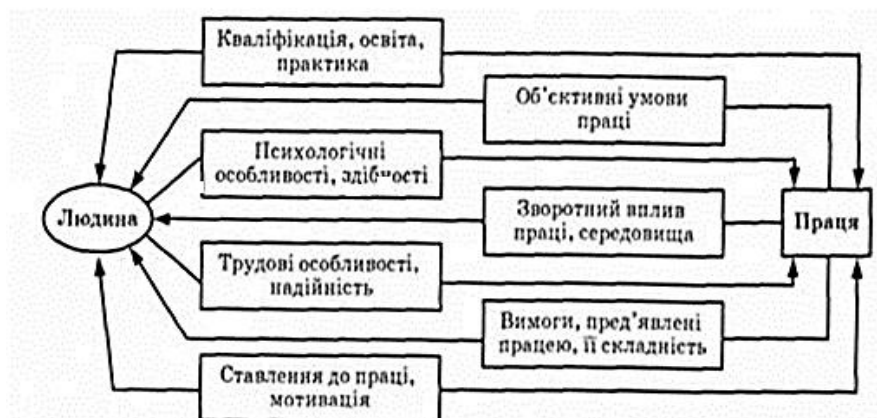 Кваліфікація, освіта,
практика
Об'єктивні умови
праці
Психологічні
особливості, здібності
Людина
Зворотний вплив
праці, середовища
Праця
Трудові особливості,
надійність
Вимоги, пред'явлені
працею, її складність
Ставлення до праці,
мотивація